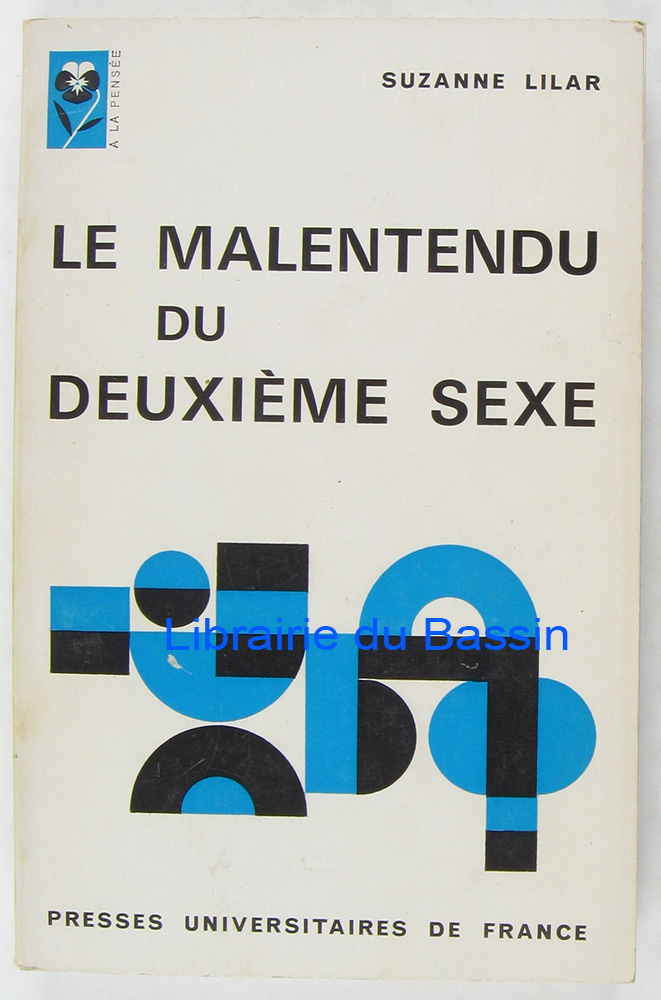 A LA PENSÉE
SUZANNE LILAR
LE MALENTENDU
DU
DEUXIÈME SEXE
Librairie du Bassin
PRESSES UNIVERSITAIRES DE FRANCE